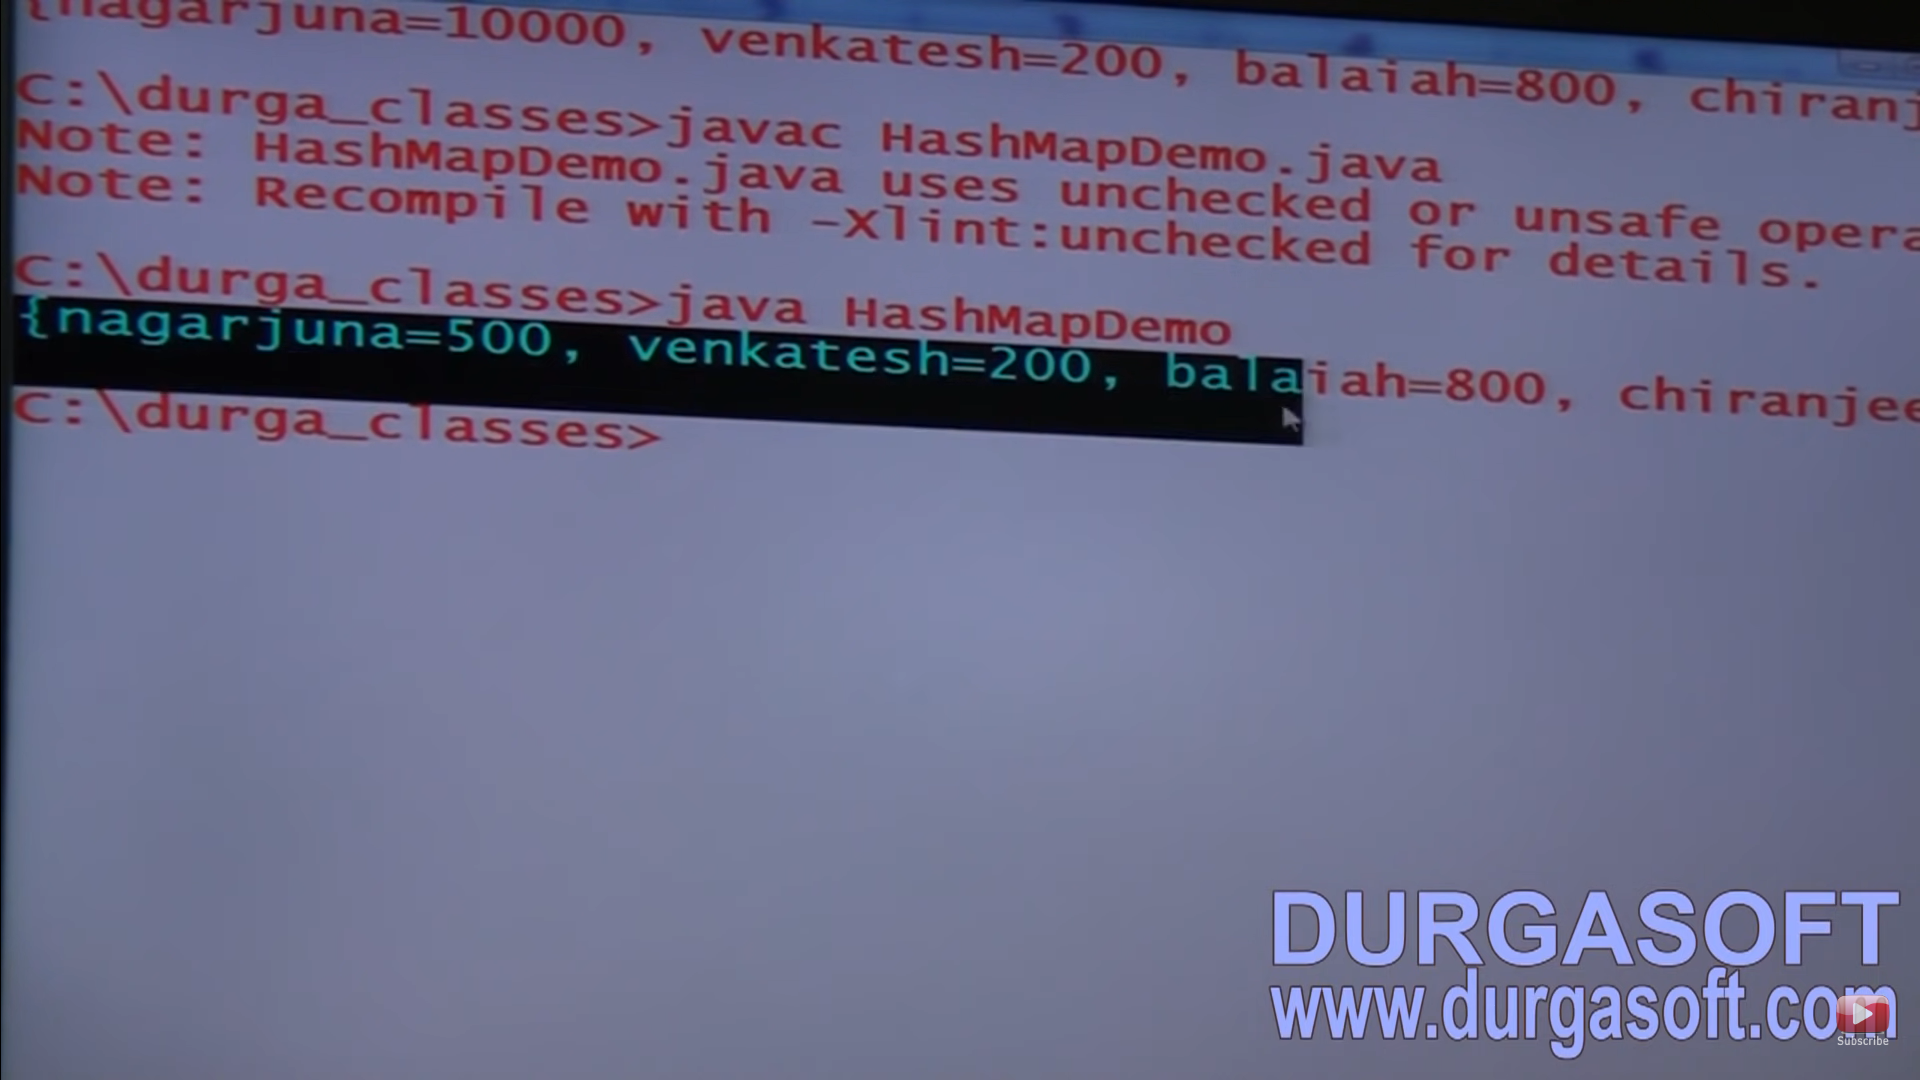 {nagarjuna=10000, venkatesh=200, balaiah=800, chiranj
C:\durga_classes>javac HashMapDemo.java
Note: HashMapDemo.java uses unchecked or unsafe opera
Note: Recompile with -Xlint:unchecked for details.
C:\durga_classes>java HashMapDemo
{nagarjuna=500, venkatesh=200, balaiah=800, chiranjee
C:\durga_classes>
DURGASOFT
www.durgasoft.com
Subscribe